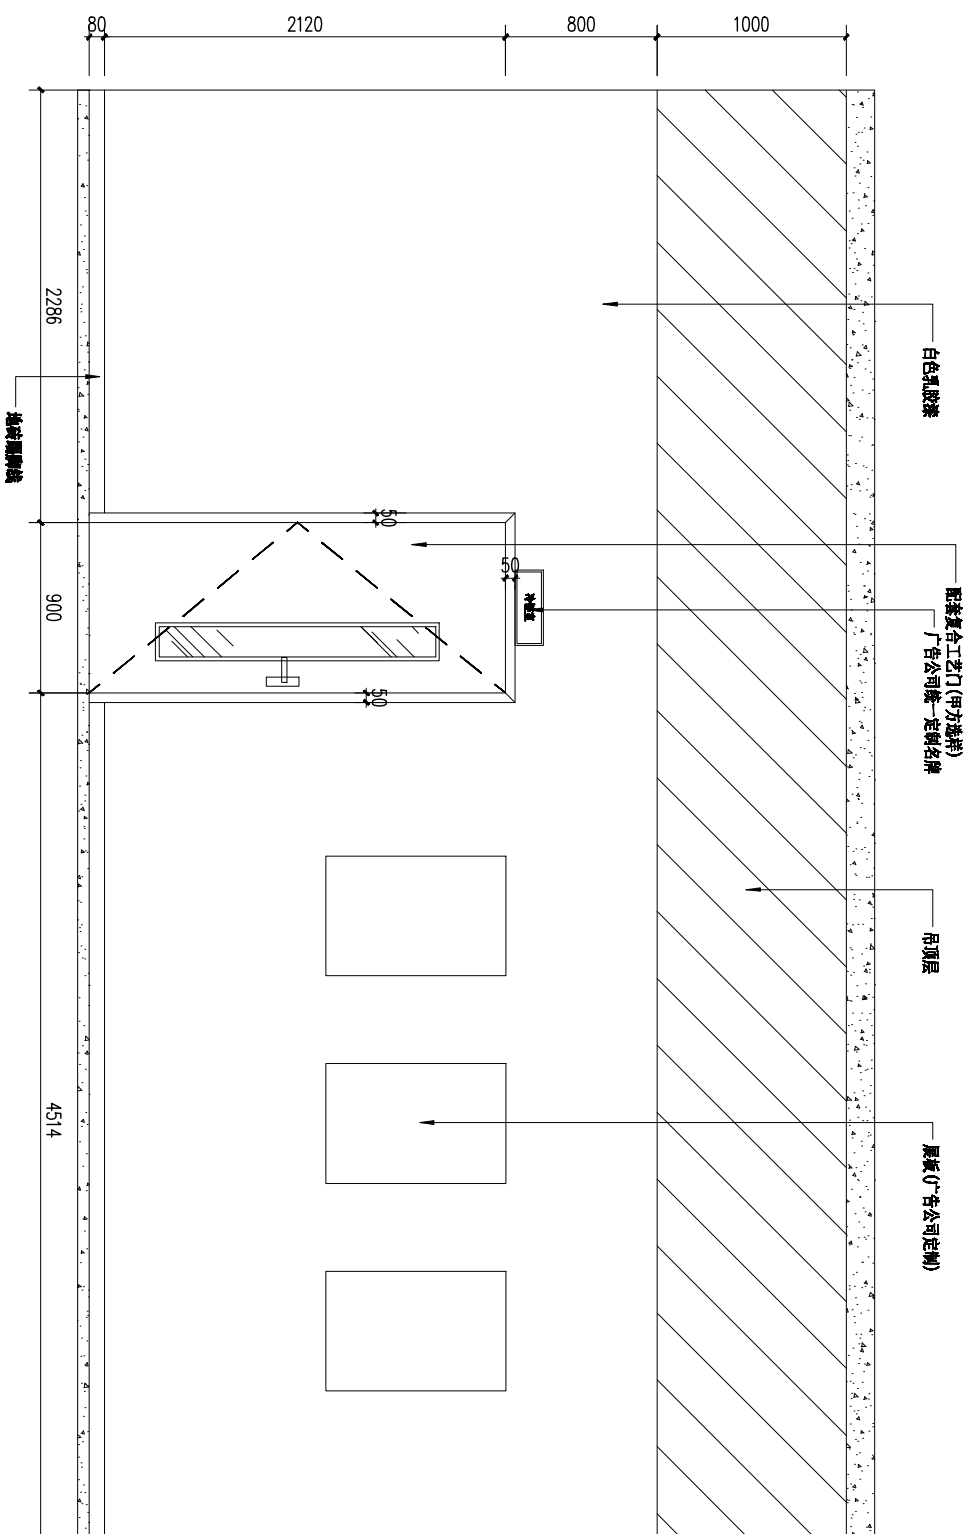 80
2120
800
1000
白色乳胶漆
2286
地砖踢脚线
50
配套复合工艺门(甲方选样)
50
广告公司统一定制名牌
900
50
吊顶层
4514
展板(广告公司定制)